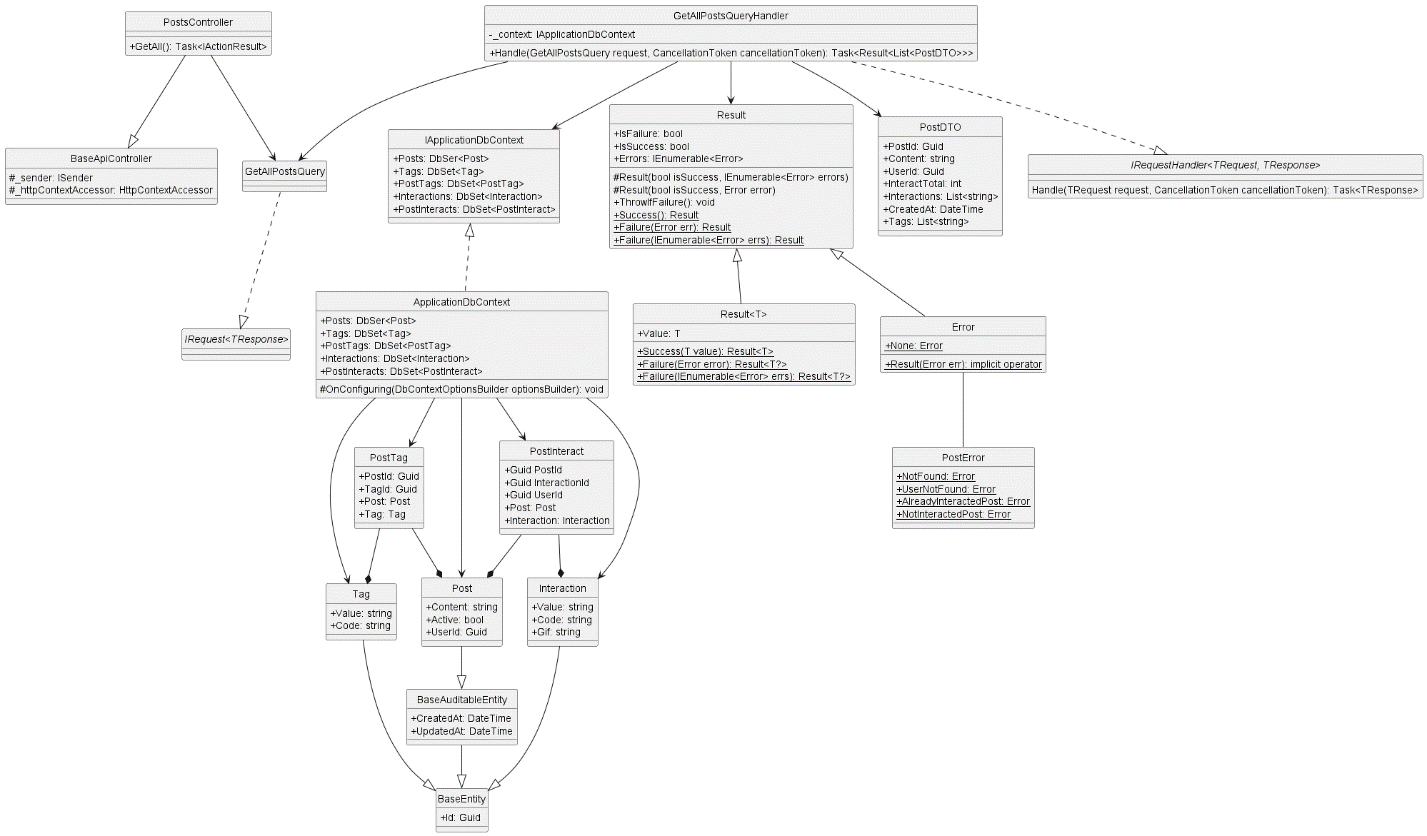 PostsController
+GetAll(): Task<IActionResult>
GetAllPostsQueryHandler
-_context: IApplicationDbContext
+Handle(GetAllPostsQuery request, CancellationToken cancellationToken): Task<Result<List<PostDTO>>>
BaseApiController
#_sender: ISender
#_httpContextAccessor: HttpContextAccessor
GetAllPostsQuery
IApplicationDbContext
+Posts: DbSer<Post>
+Tags: DbSet<Tag>
+PostTags: DbSet<PostTag>
+Interactions: DbSet<Interaction>
+PostInteracts: DbSet<PostInteract>
Result
+IsFailure: bool
+IsSuccess: bool
+Errors: IEnumerable<Error>
#Result(bool isSuccess, IEnumerable<Error> errors)
#Result(bool isSuccess, Error error)
+ThrowIfFailure(): void
+Success(): Result
+Failure(Error err): Result
+Failure(IEnumerable<Error> errs): Result
PostDTO
+PostId: Guid
+Content: string
+UserId: Guid
+InteractTotal: int
+Interactions: List<string>
+CreatedAt: DateTime
+Tags: List<string>
IRequestHandler<TRequest, TResponse>
Handle(TRequest request, CancellationToken cancellationToken): Task<TResponse>
IRequest<TResponse>
ApplicationDbContext
+Posts: DbSer<Post>
+Tags: DbSet<Tag>
+PostTags: DbSet<PostTag>
+Interactions: DbSet<Interaction>
+PostInteracts: DbSet<PostInteract>
#OnConfiguring(DbContextOptionsBuilder optionsBuilder): void
Result<T>
+Value: T
+Success(T value): Result<T>
+Failure(Error error): Result<T?>
+Failure(IEnumerable<Error> errs): Result<T?>
Error
+None: Error
+Result(Error err): implicit operator
PostTag
+PostId: Guid
+TagId: Guid
+Post: Post
+Tag: Tag
PostInteract
+Guid PostId
+Guid InteractionId
+Guid UserId
+Post: Post
+Interaction: Interaction
PostError
+NotFound: Error
+UserNotFound: Error
+AlreadyInteractedPost: Error
+NotInteractedPost: Error
Tag
+Value: string
+Code: string
Post
+Content: string
+Active: bool
+UserId: Guid
Interaction
+Value: string
+Code: string
+Gif: string
BaseAuditableEntity
+CreatedAt: DateTime
+UpdatedAt: DateTime
BaseEntity
+Id: Guid